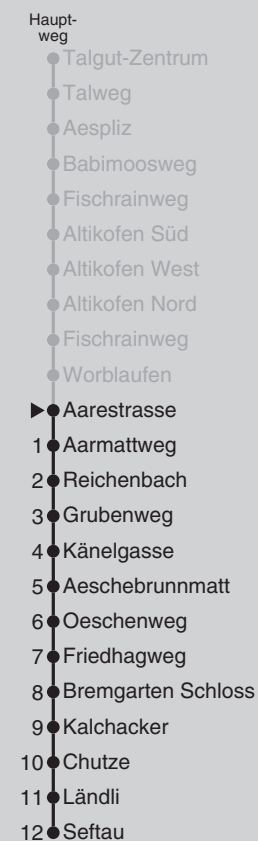 Haupt-
weg
Talgut-Zentrum
Talweg
Aespliz
Babimoosweg
Fischrainweg
Altikofen Süd
Altikofen West
Altikofen Nord
Fischrainweg
Worblaufen
Aarestrasse
1 Aarmattweg
2 Reichenbach
3 Grubenweg
4 Känelgasse
5 Aeschebrunnmatt
6 Oeschenweg
7 Friedhagweg
8 Bremgarten Schloss
9 Kalchacker
10 Chutze
11 Ländli
12 Seftau